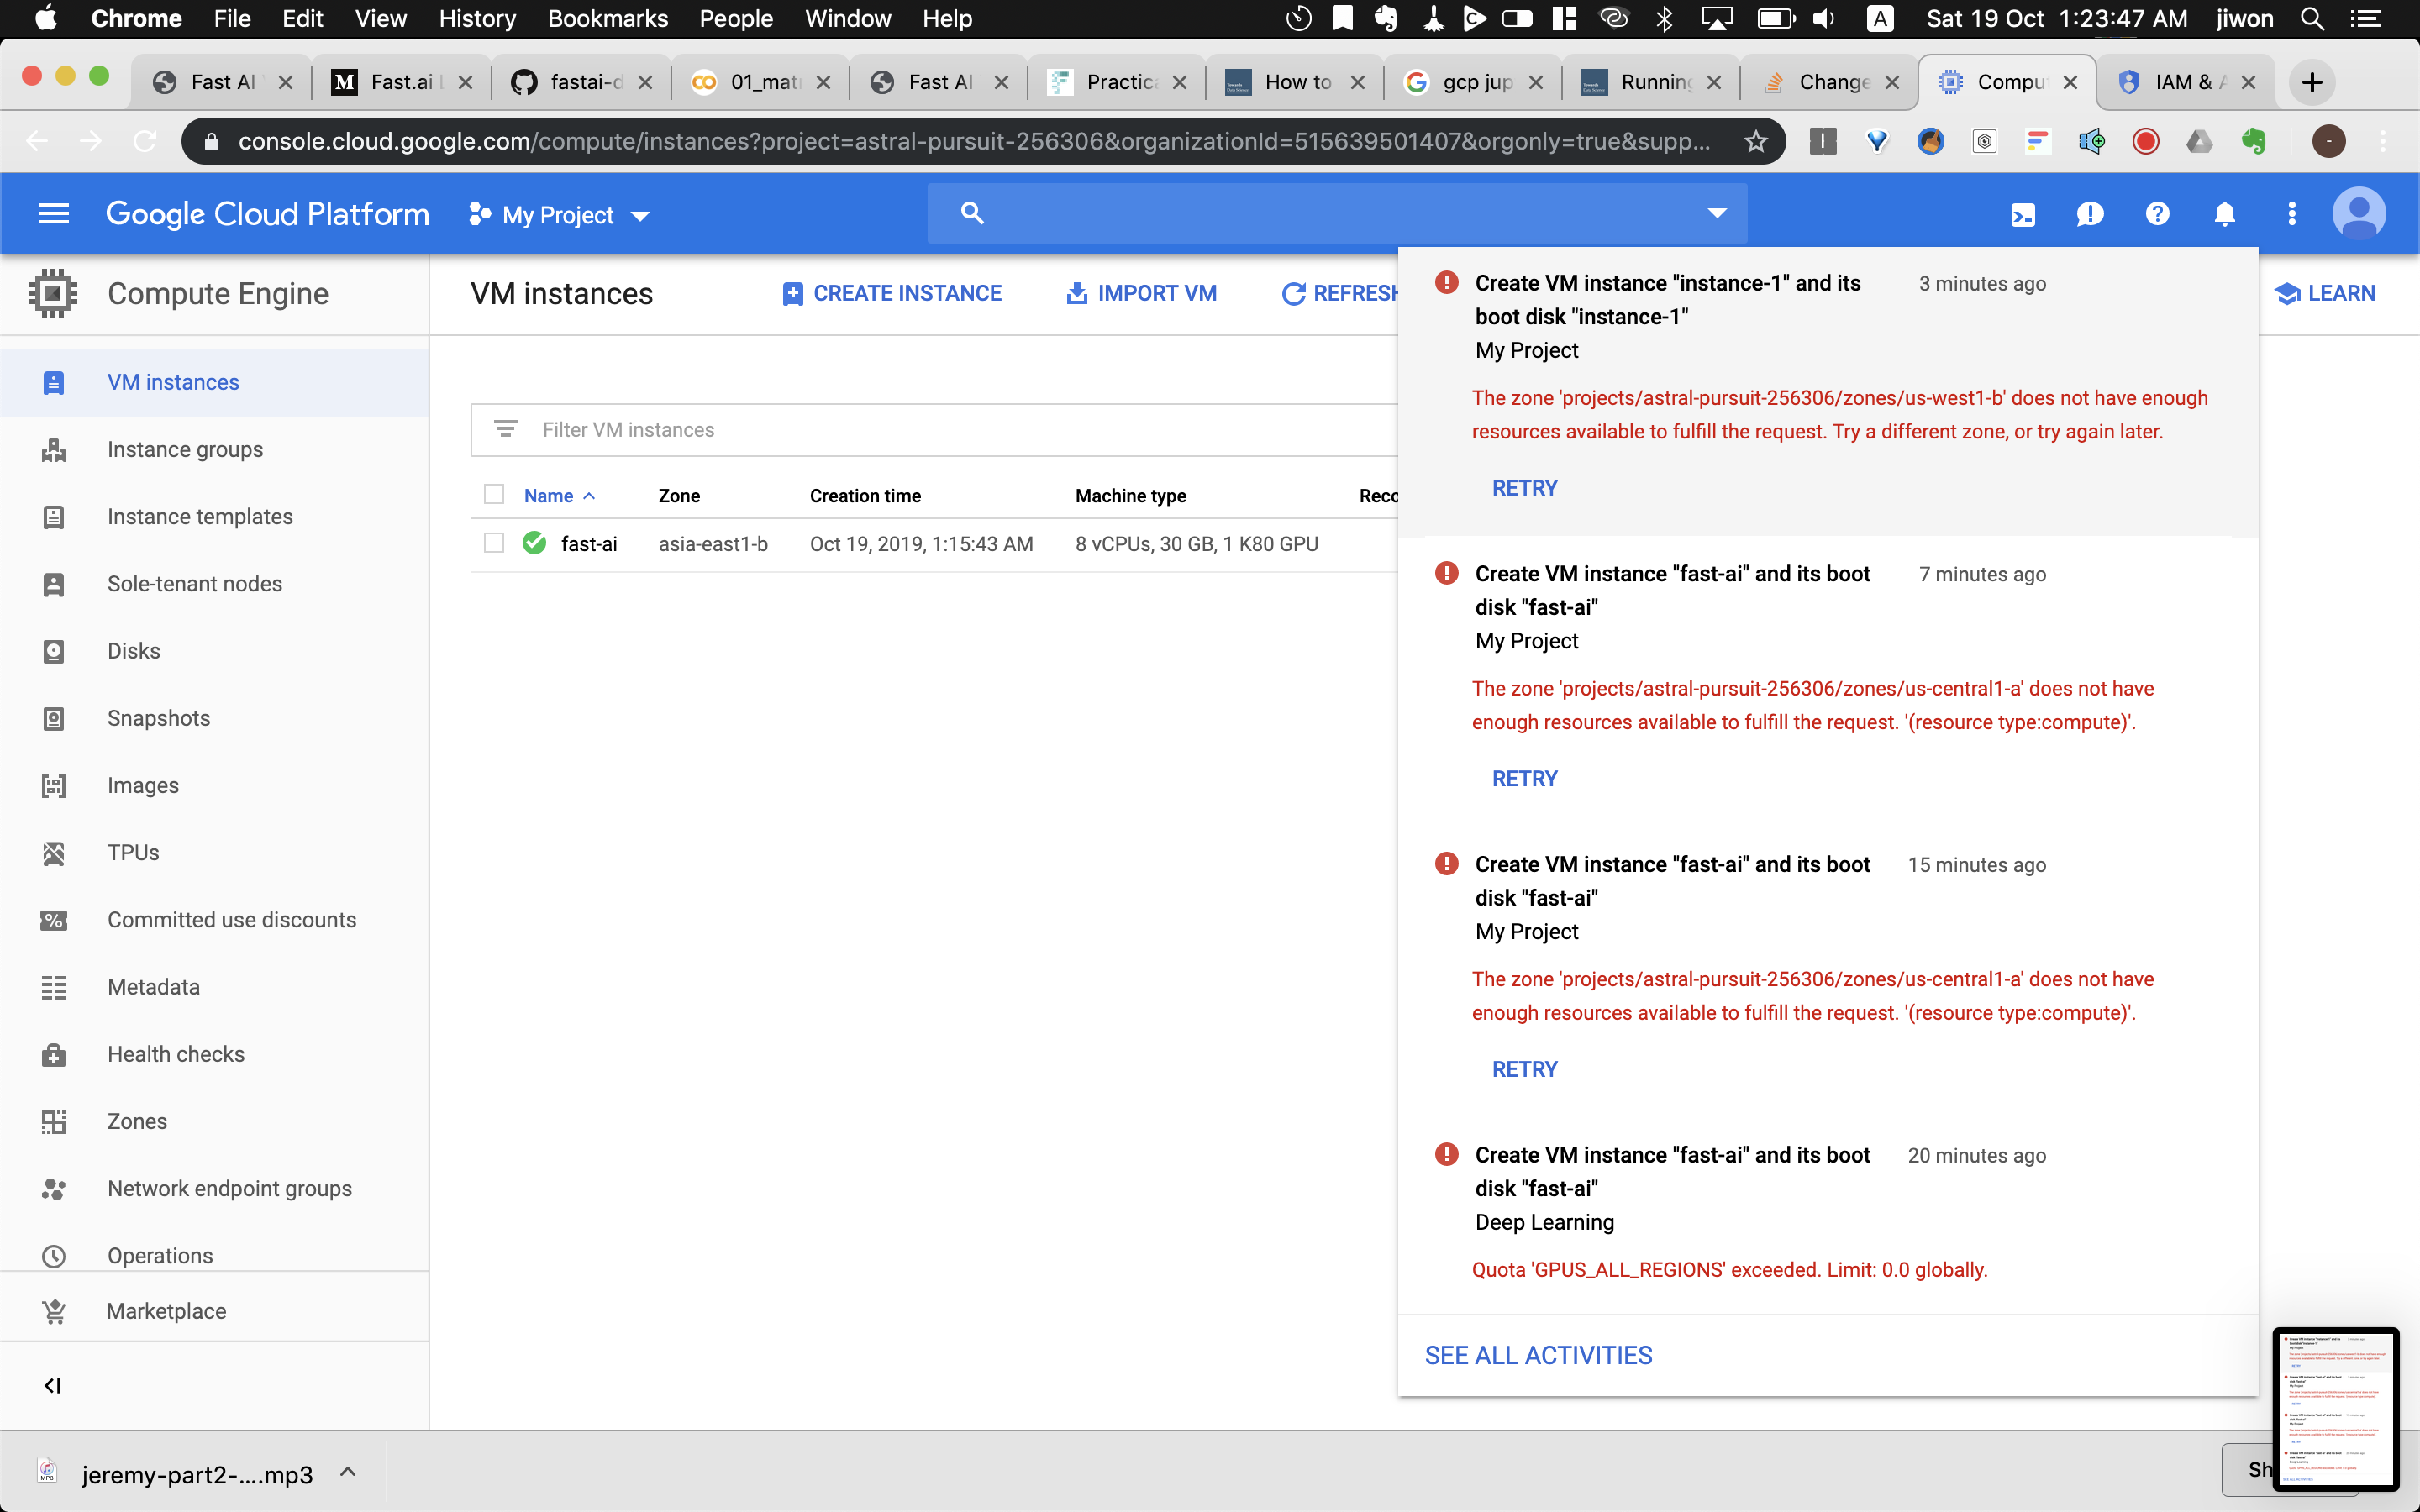 Chrome File Edit View History Bookmarks People Window Help
A Sat 19 Oct 1:23:47 AM jiwon
Fast AI
Fast.ai
fastai-d
01_mat
Fast AI
Practic
How to
gcp jup
Running
Change
Comput
IAM & A
console.cloud.google.com/compute/instances?project=astral-pursuit-256306&organizationId=515639501407&orgonly=true&supp...
Google Cloud Platform
My Project
Compute Engine
VM instances
CREATE INSTANCE
IMPORT VM
REFRESH
LEARN
VM instances
Instance groups
Instance templates
Sole-tenant nodes
Disks
Snapshots
Images
TPUs
Committed use discounts
Metadata
Health checks
Zones
Network endpoint groups
Operations
Marketplace
Filter VM instances
Name Zone Creation time Machine type Reco
fast-ai asia-east1-b Oct 19, 2019, 1:15:43 AM 8 vCPUs, 30 GB, 1 K80 GPU
Create VM instance "instance-1" and its 3 minutes ago
boot disk "instance-1"
My Project
The zone 'projects/astral-pursuit-256306/zones/us-west1-b' does not have enough
resources available to fulfill the request. Try a different zone, or try again later.
RETRY
Create VM instance "fast-ai" and its boot 7 minutes ago
disk "fast-ai"
My Project
The zone 'projects/astral-pursuit-256306/zones/us-central1-a' does not have
enough resources available to fulfill the request. '(resource type:compute)'.
RETRY
Create VM instance "fast-ai" and its boot 15 minutes ago
disk "fast-ai"
My Project
The zone 'projects/astral-pursuit-256306/zones/us-central1-a' does not have
enough resources available to fulfill the request. '(resource type:compute)'.
RETRY
Create VM instance "fast-ai" and its boot 20 minutes ago
disk "fast-ai"
Deep Learning
Quota 'GPUS_ALL_REGIONS' exceeded. Limit: 0.0 globally.
SEE ALL ACTIVITIES
jeremy-part2-....mp3
Sh